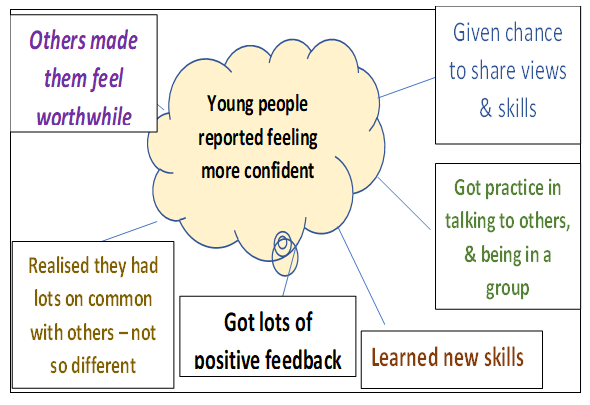 Others made
them feel
worthwhile
Young people
reported feeling
more confident
Given chance
to share views
& skills
Got practice in
talking to others,
& being in a
group
Realised they had
lots on common
with others – not
so different
Got lots of
positive feedback
Learned new skills